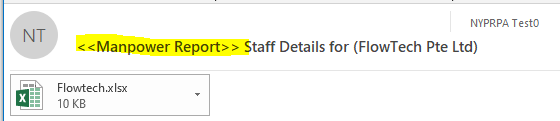 NYPRPA Test0
NT
<<Manpower Report>> Staff Details for (FlowTech Pte Ltd)
Flowtech.xlsx
10 KB